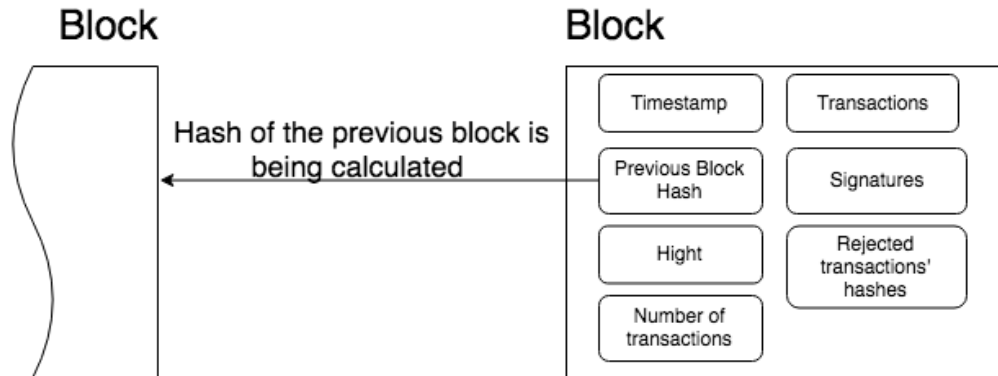 Block
Block
Hash of the previous block is
being calculated
Timestamp
Transactions
Previous Block
Hash
Signatures
Hight
Rejected
transactions'
hashes
Number of
transactions